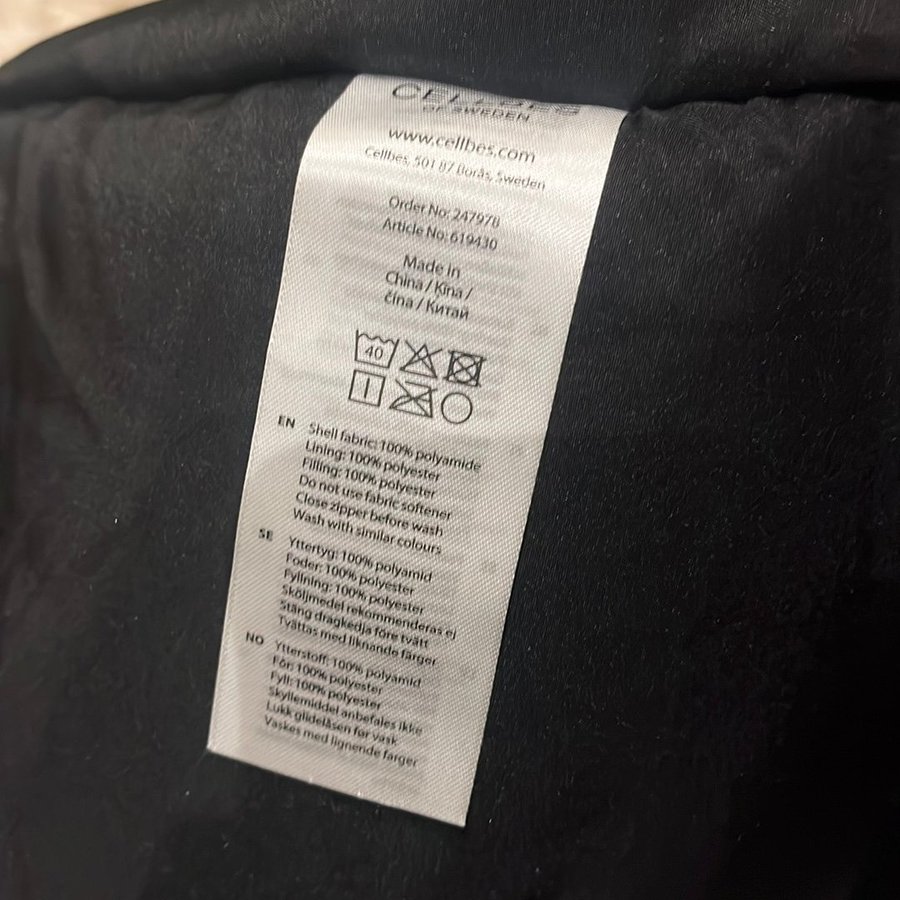 CELLBES
OF SWEDEN
www.cellbes.com
Cellbes, 501 87 Borås, Sweden
Order No: 247978
Article No: 619430
Made in
China / Ķīna /
čína / Китай
40
EN Shell fabric: 100% polyamide
Lining: 100% polyester
Filling: 100% polyester
Do not use fabric softener
Close zipper before wash
Wash with similar colours
SE Yttertyg: 100% polyamid
Foder: 100% polyester
Fyllning: 100% polyester
Sköljmedel rekommenderas ej
Stäng dragkedja före tvätt
Tvättas med liknande färger
NO Ytterstoff: 100% polyamid
Fôr: 100% polyester
Fyll: 100% polyester
Skyllemiddel anbefales ikke
Lukk glidelåsen før vask
Vaskes med lignende farger